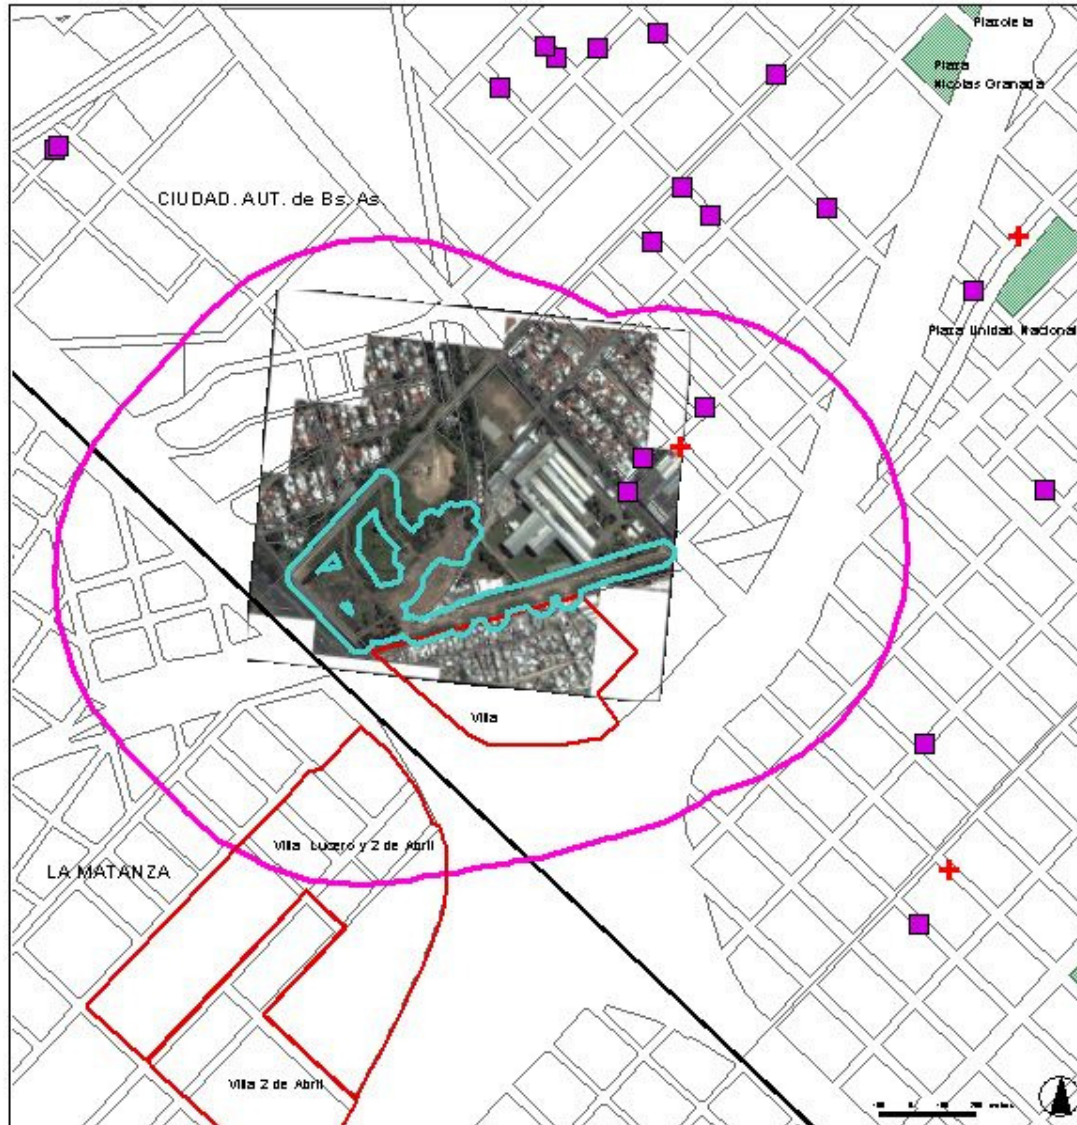 Plazoleta
Plaza
Nicolas Granada
CIUDAD. AUT. de Bs. As.
Plaza Unidad Nacional
Villa
Villa Lucero y 2 de Abril
LA MATANZA
Villa 2 de Abril